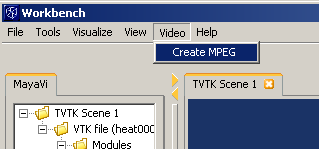 Workbench
File Tools Visualize View Video Help
Create MPEG
MayaVi
TVTK Scene 1
TVTK Scene 1
VTK file (heat000
Modules